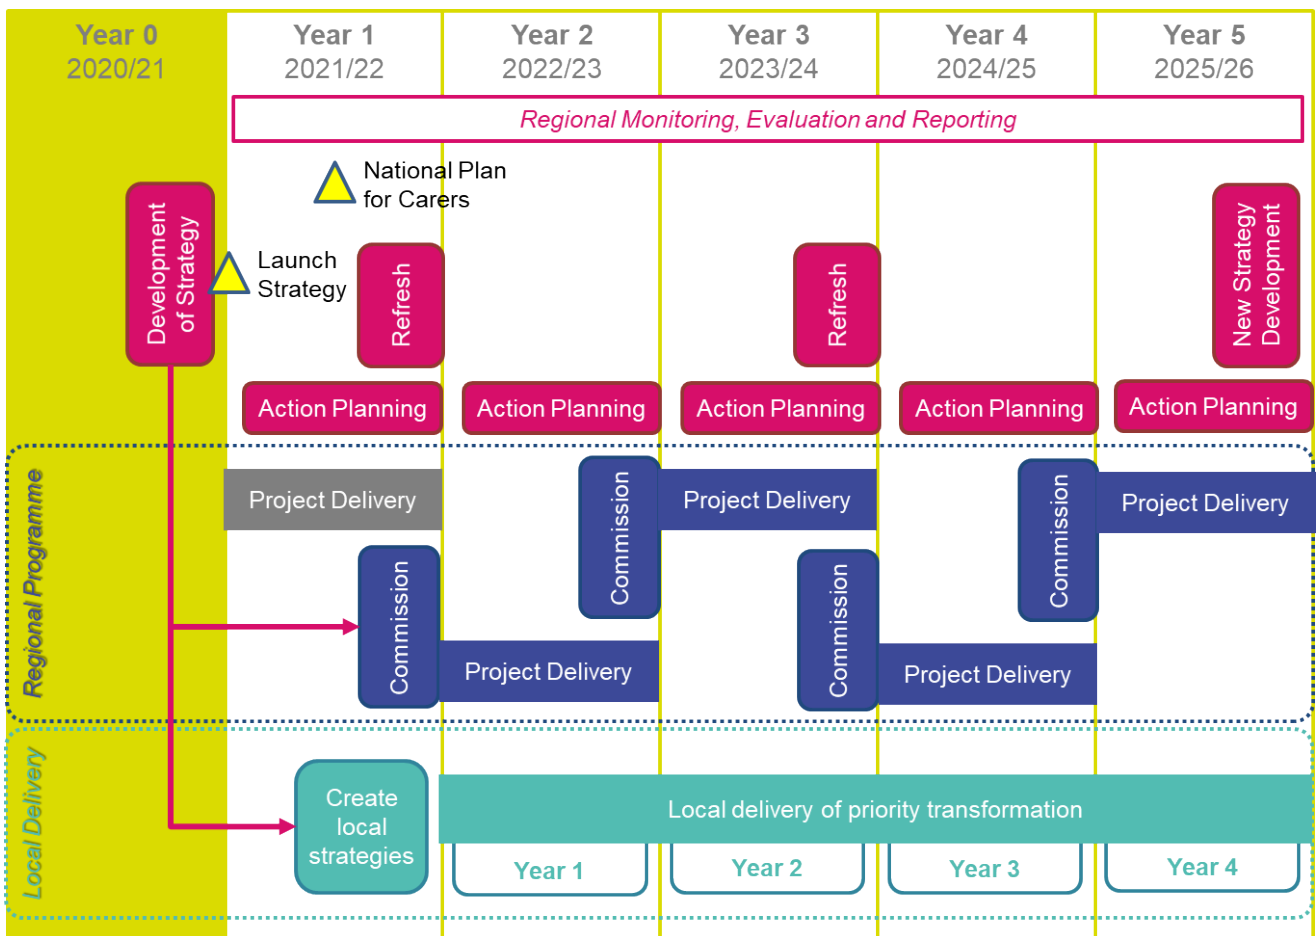 Year 0
2020/21
Year 1
2021/22
Year 2
2022/23
Year 3
2023/24
Year 4
2024/25
Year 5
2025/26
Regional Monitoring, Evaluation and Reporting
National Plan
for Carers
Development
of Strategy
Launch
Strategy
Refresh
Refresh
New Strategy
Development
Action Planning
Action Planning
Action Planning
Action Planning
Action Planning
Regional Programme
Project Delivery
Commission
Project Delivery
Commission
Project Delivery
Commission
Project Delivery
Commission
Project Delivery
Local Delivery
Create
local
strategies
Local delivery of priority transformation
Year 1
Year 2
Year 3
Year 4